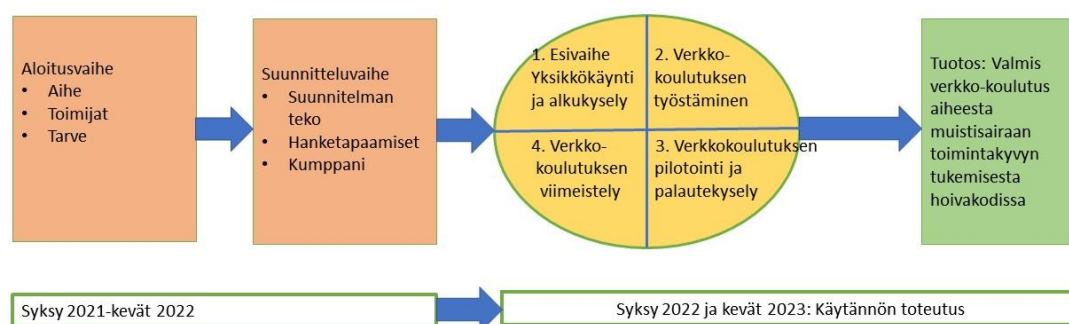 Aloitusvaihe
• Aihe
• Toimijat
• Tarve
Suunnitteluvaihe
• Suunnitelman
teko
• Hanketapaamiset
• Kumppani
1. Esivaihe
Yksikkökäynti
ja alkukysely
2. Verkko-
koulutuksen
työstäminen
4. Verkko-
koulutuksen
viimeistely
3. Verkkokoulutuksen
pilotointi ja
palautekysely
Tuotos: Valmis
verkko-koulutus
aiheesta
muistisairaan
toimintakyvyn
tukemisesta
hoivakodissa
Syksy 2021-kevät 2022
Syksy 2022 ja kevät 2023: Käytännön toteutus